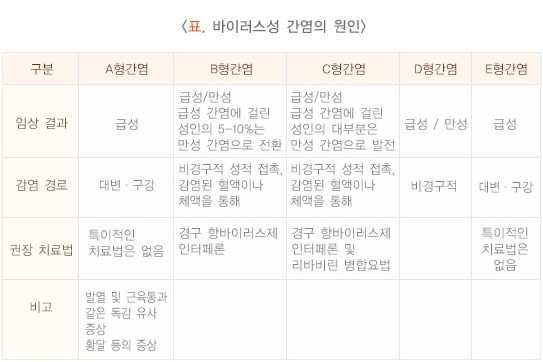 <표. 바이러스성 간염의 원인>
구분 A형간염 B형간염 C형간염 D형간염 E형간염
임상 결과
급성
급성/만성
급성 간염에 걸린
성인의 5-10%는
만성 간염으로 전환
급성/만성
급성 간염에 걸린
성인의 대부분은
만성 간염으로 발전
급성 / 만성
급성
감염 경로
대변·구강
비경구적 성적 접촉,
감염된 혈액이나
체액을 통해
비경구적 성적 접촉,
감염된 혈액이나
체액을 통해
비경구적
대변·구강
권장 치료법
특이적인
치료법은 없음
경구 항바이러스제
인터페론
경구 항바이러스제
인터페론 및
리바비린 병합요법
특이적인
치료법은
없음
비고
발열 및 근육통과
같은 독감 유사
증상
황달 등의 증상